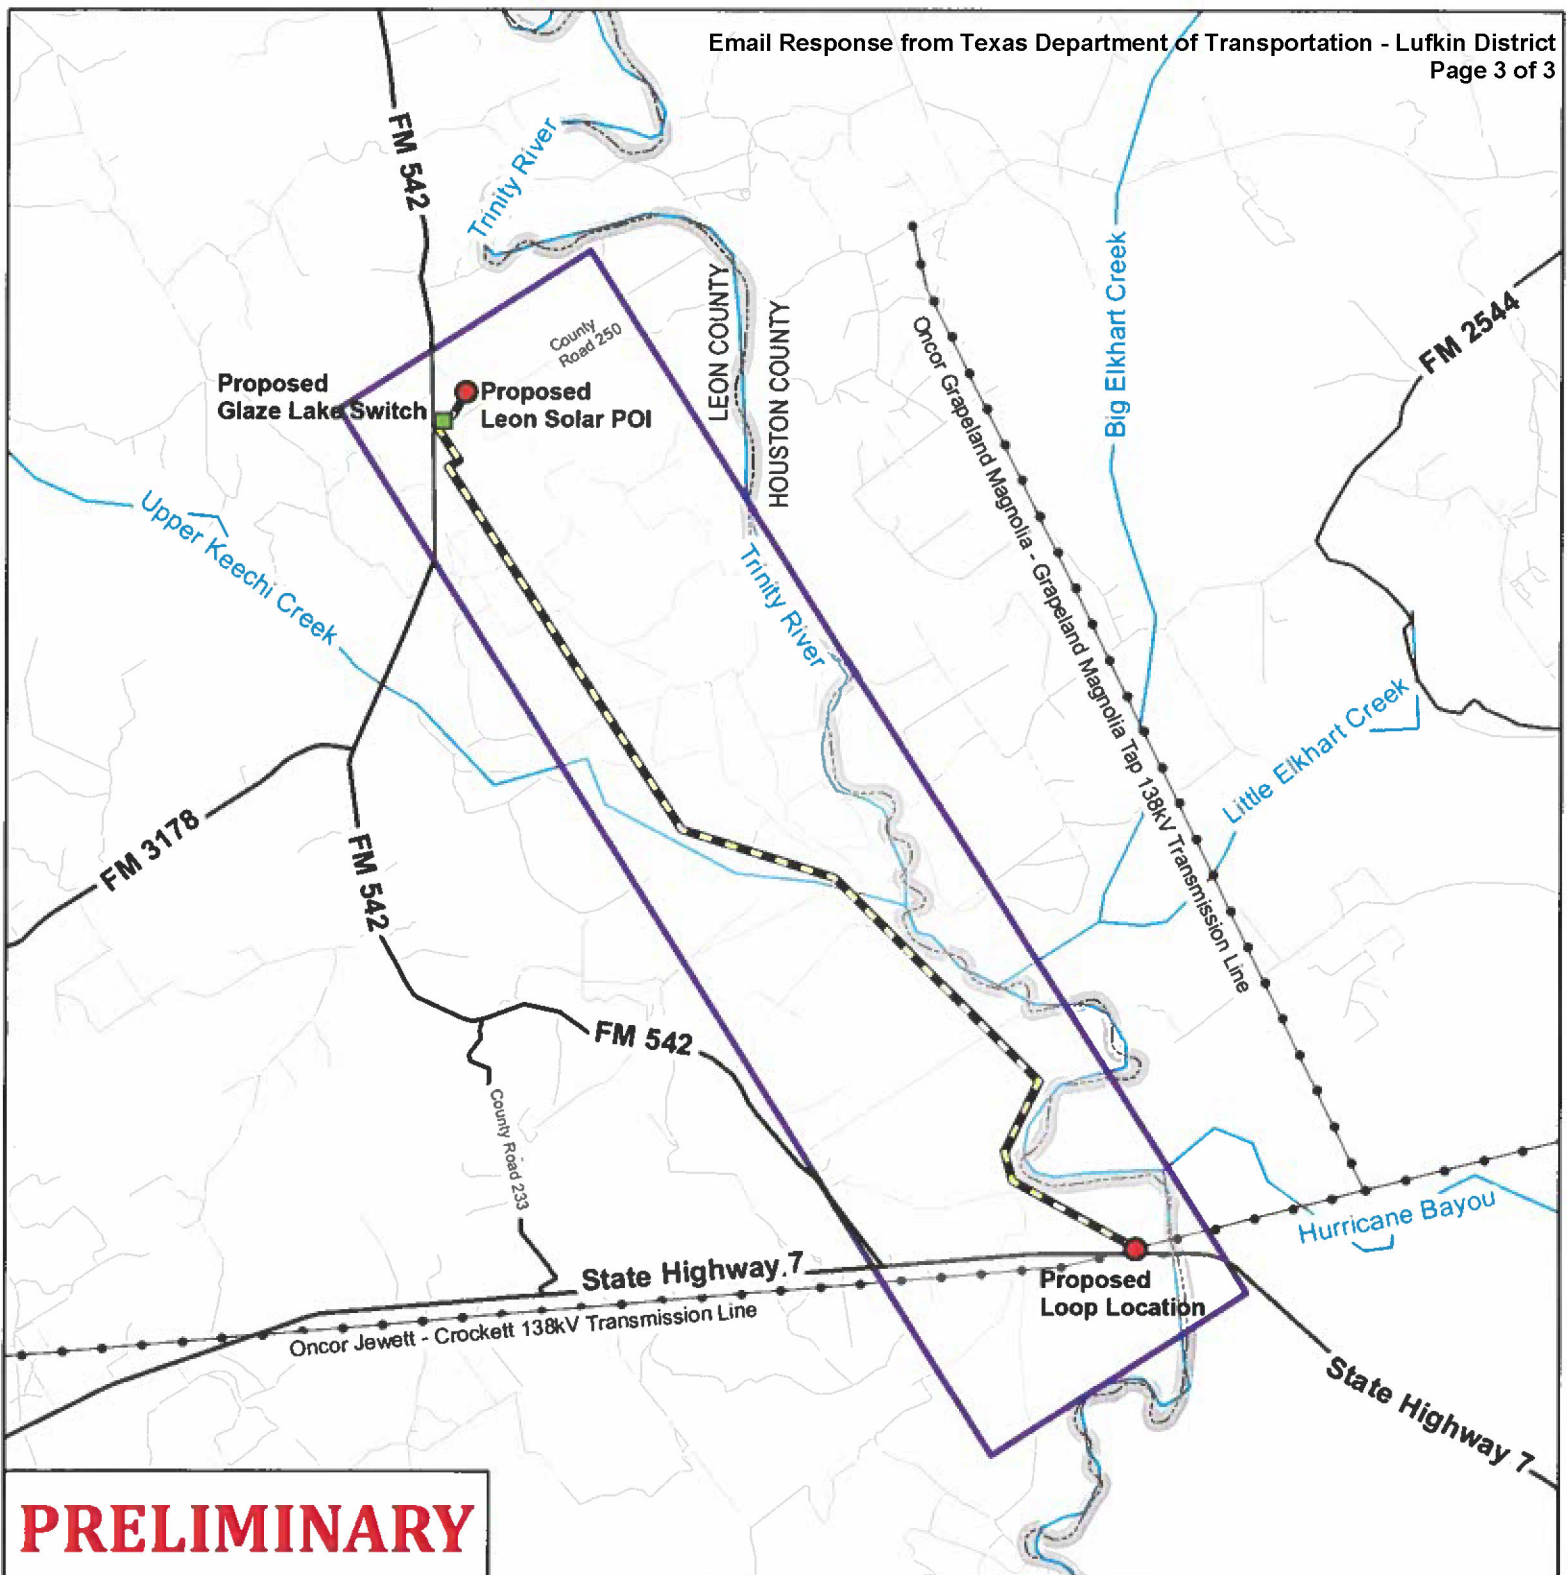 Email Response from Texas Department of Transportation - Lufkin District
Page 3 of 3
FM 542
Trinity River
County
Road 250
LEON COUNTY
HOUSTON COUNTY
Big Elkhart Creek
FM 2544
Proposed
Glaze Lake Switch
Proposed
Leon Solar POI
Oncor Grapeland Magnolia - Grapeland Magnolia Tap 138kV Transmission Line
Upper Keechi Creek
Trinity River
Little Elkhart Creek
FM 3178
FM 542
FM 542
County Road 233
Hurricane Bayou
State Highway 7
Proposed
Loop Location
Oncor Jewett - Crockett 138kV Transmission Line
State Highway 7
PRELIMINARY